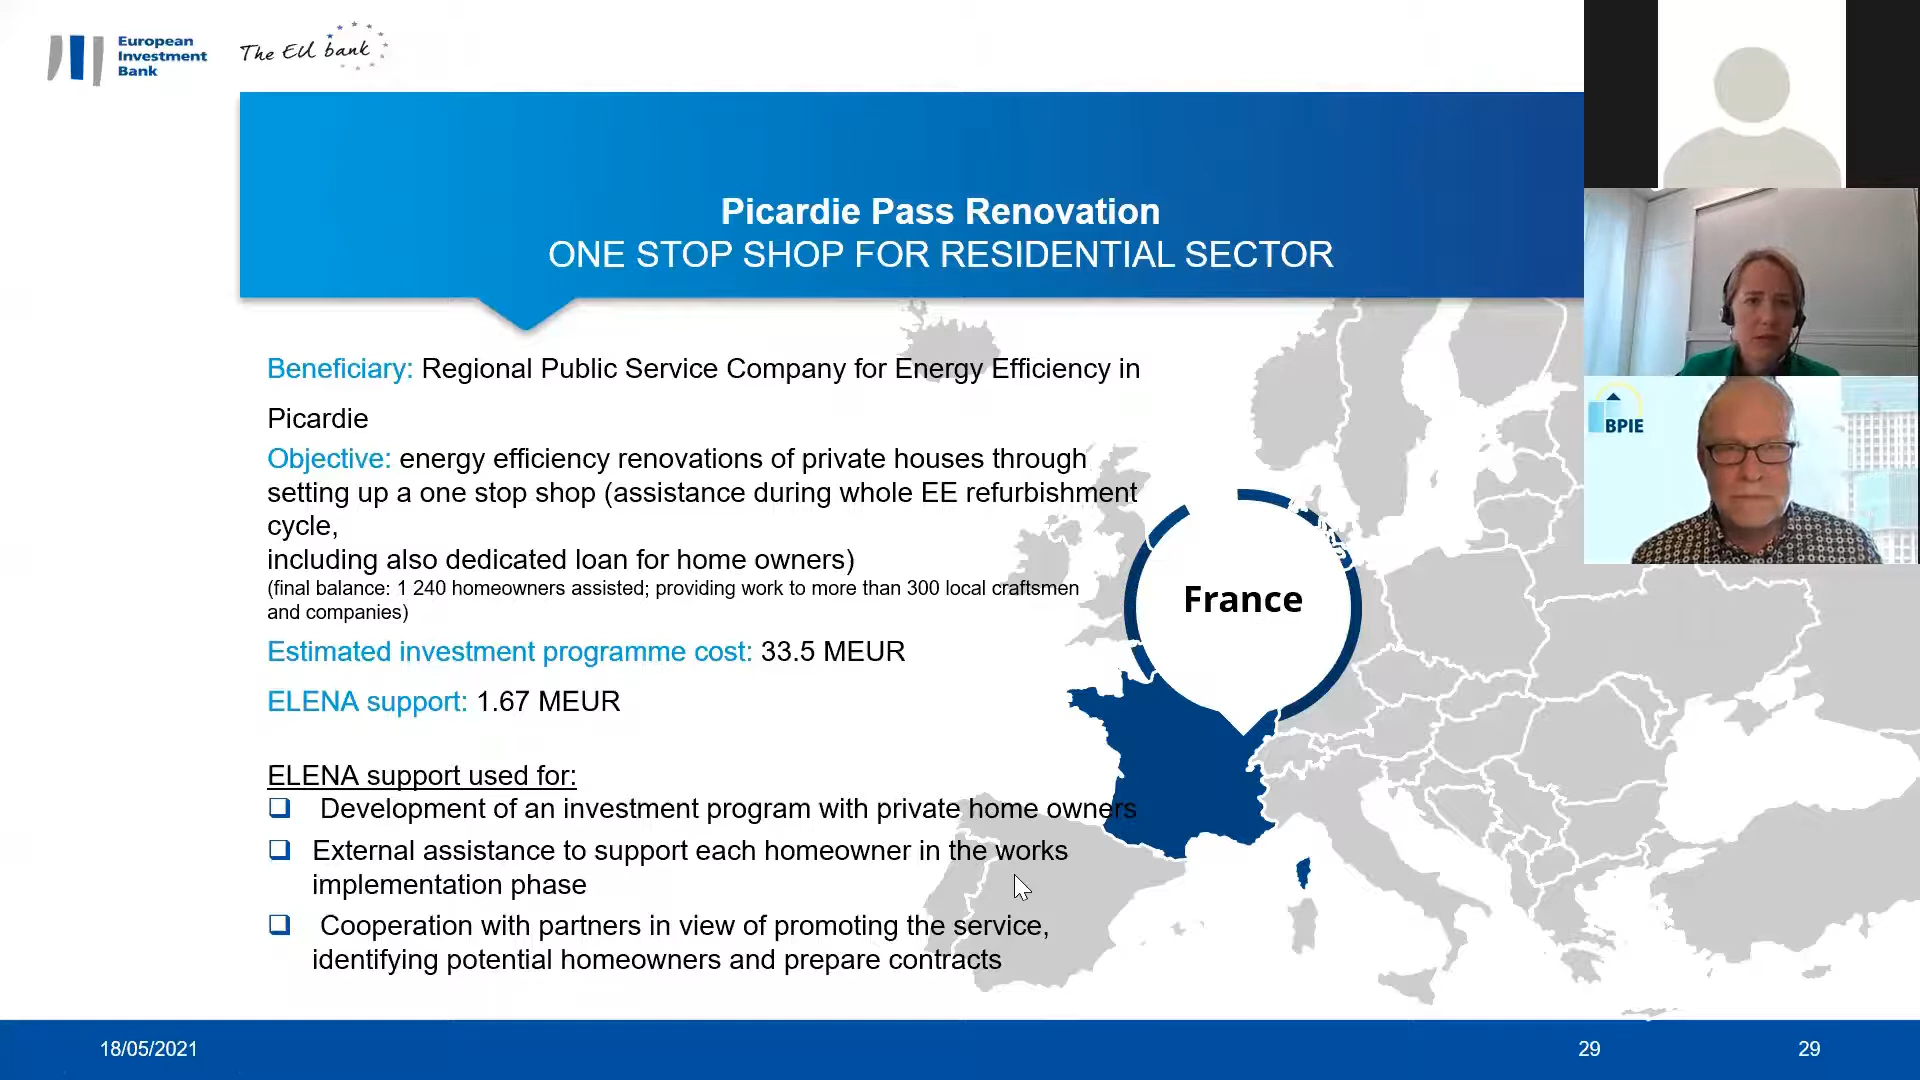 European
Investment
Bank
The EU bank
Picardie Pass Renovation
ONE STOP SHOP FOR RESIDENTIAL SECTOR
BPIE
Beneficiary: Regional Public Service Company for Energy Efficiency in
Picardie
Objective: energy efficiency renovations of private houses through
setting up a one stop shop (assistance during whole EE refurbishment
cycle,
including also dedicated loan for home owners)
(final balance: 1 240 homeowners assisted; providing work to more than 300 local craftsmen
and companies)
Estimated investment programme cost: 33.5 MEUR
ELENA support: 1.67 MEUR
France
ELENA support used for:
❑ Development of an investment program with private home owners
❑ External assistance to support each homeowner in the works
implementation phase
❑ Cooperation with partners in view of promoting the service,
identifying potential homeowners and prepare contracts
18/05/2021
29
29